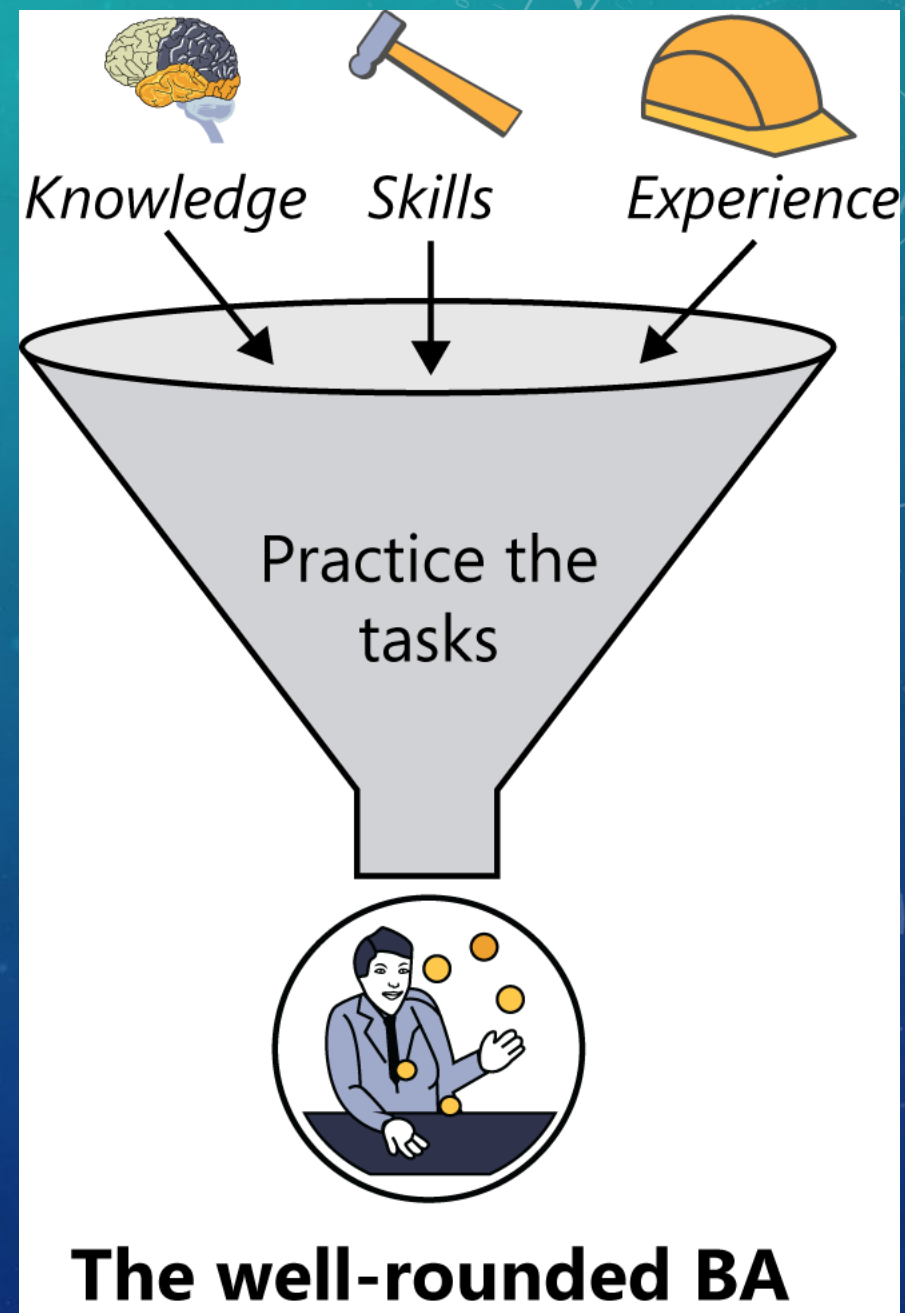 Knowledge Skills Experience
Practice the
tasks
The well-rounded BA